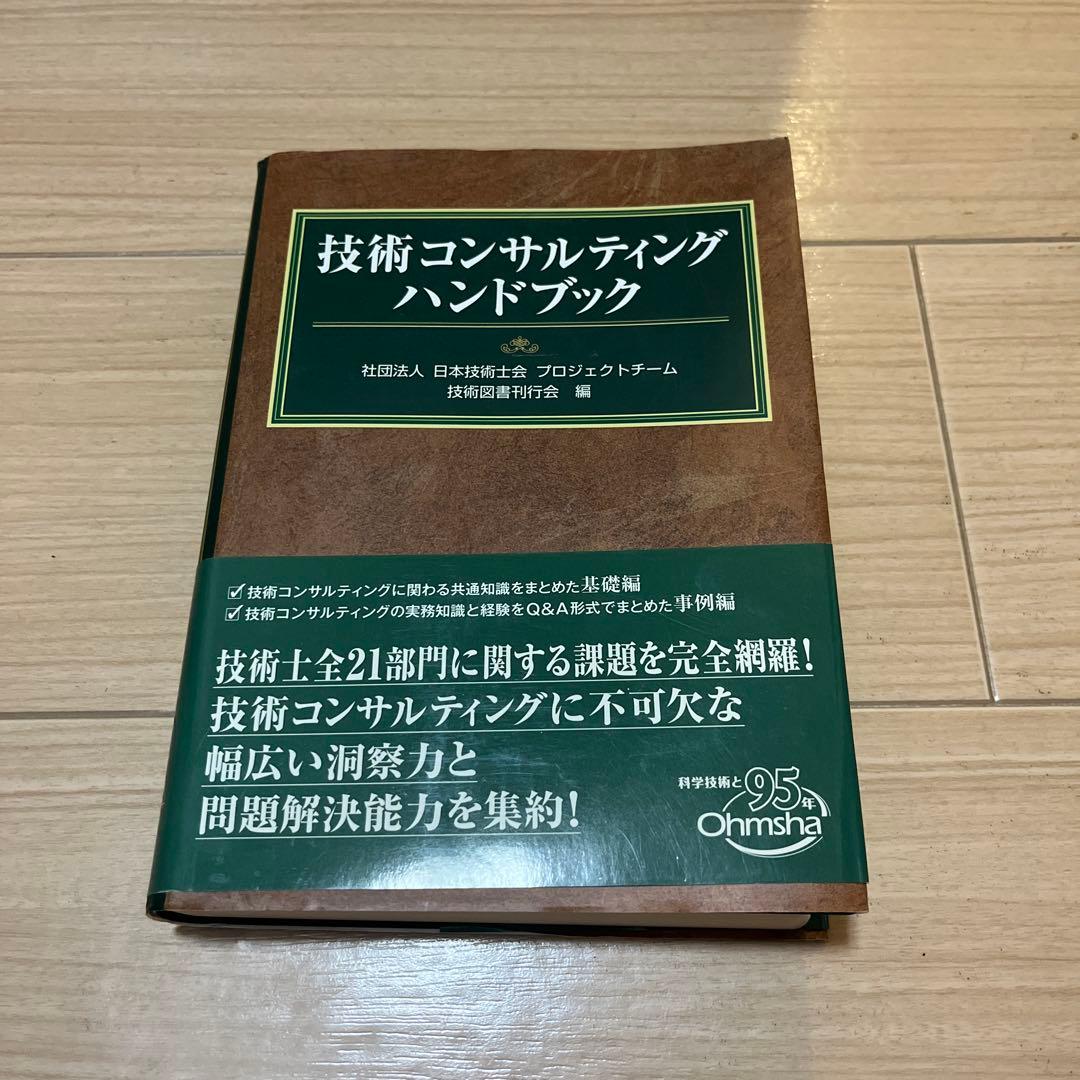 技術コンサルティング
ハンドブック
社団法人 日本技術士会 プロジェクトチーム
技術図書刊行会 編
技術コンサルティングに関わる共通知識をまとめた基礎編
技術コンサルティングの実務知識と経験をQ&A形式でまとめた事例編
技術士全21部門に関する課題を完全網羅!
技術コンサルティングに不可欠な
幅広い洞察力と
問題解決能力を集約!
科学技術と95年
Ohmsha